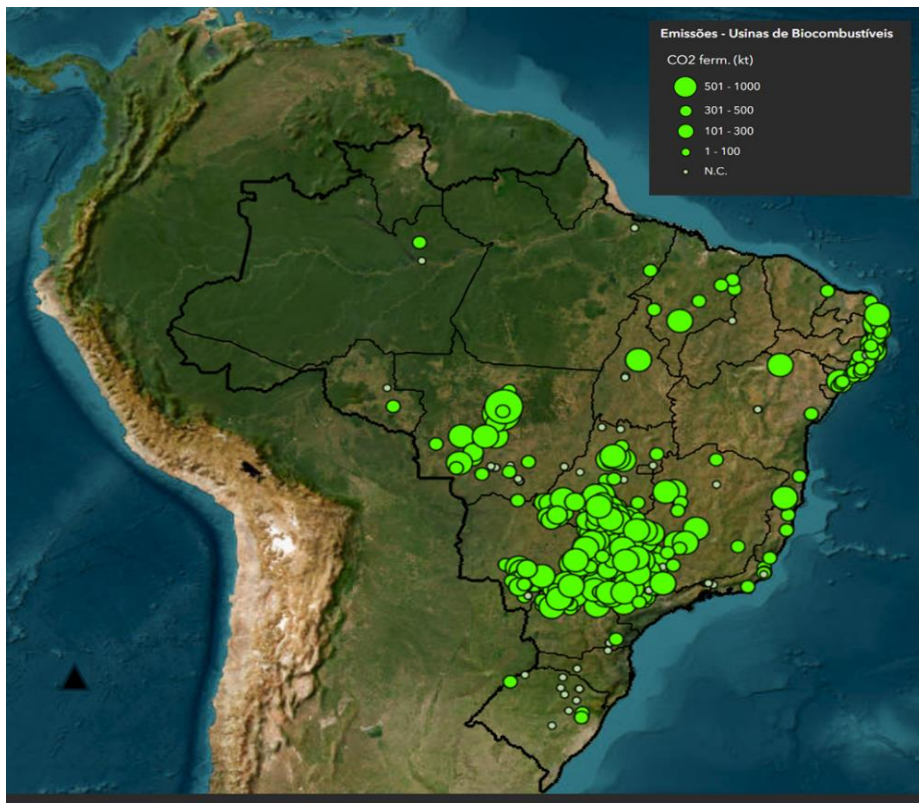 Emissões - Usinas de Biocombustíveis
CO2 ferm. (kt)
501 - 1000
301 - 500
101 - 300
1 - 100
N.C.